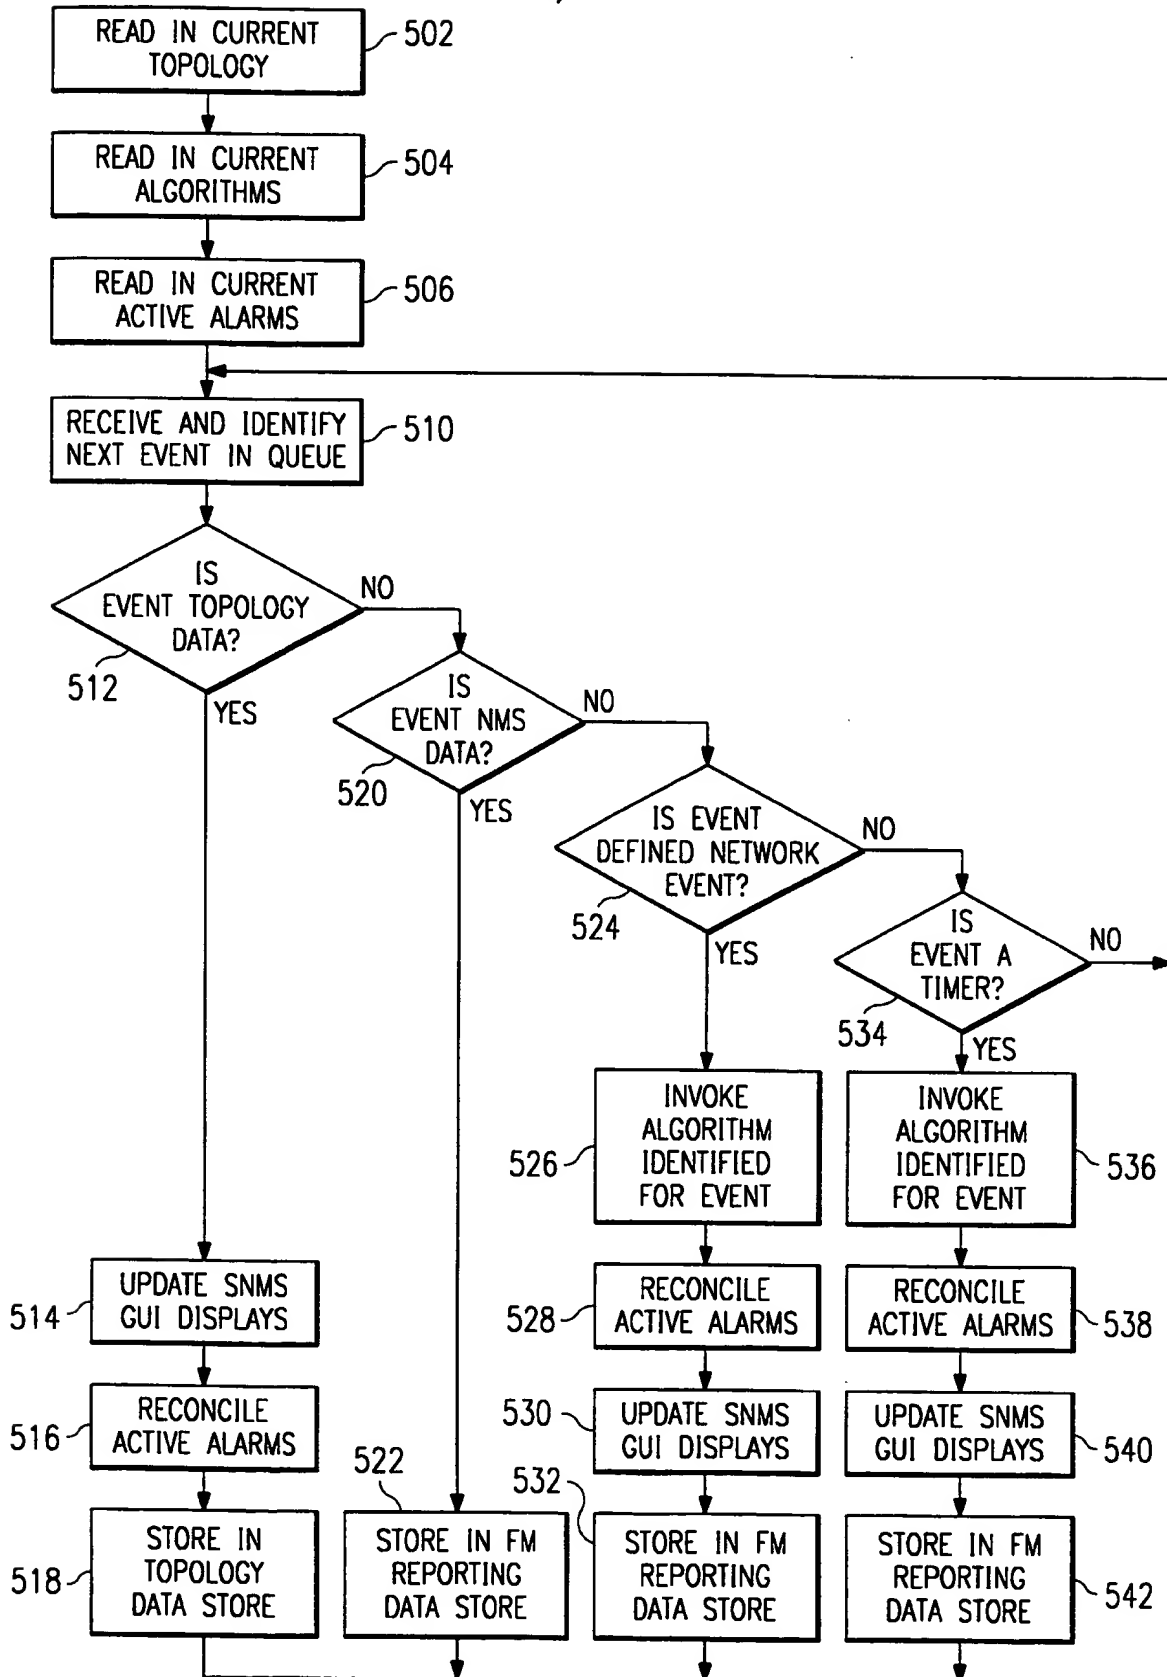 READ IN CURRENT
TOPOLOGY
502
READ IN CURRENT
ALGORITHMS
504
READ IN CURRENT
ACTIVE ALARMS
506
RECEIVE AND IDENTIFY
NEXT EVENT IN QUEUE
510
IS
EVENT TOPOLOGY
DATA?
512
NO
YES
IS
EVENT NMS
DATA?
520
NO
YES
IS EVENT
DEFINED NETWORK
EVENT?
524
NO
YES
IS
EVENT A
TIMER?
534
NO
YES
UPDATE SNMS
GUI DISPLAYS
514
RECONCILE
ACTIVE ALARMS
516
STORE IN
TOPOLOGY
DATA STORE
518
522
STORE IN FM
REPORTING
DATA STORE
INVOKE
ALGORITHM
IDENTIFIED
FOR EVENT
526
RECONCILE
ACTIVE ALARMS
528
UPDATE SNMS
GUI DISPLAYS
530
532
STORE IN FM
REPORTING
DATA STORE
INVOKE
ALGORITHM
IDENTIFIED
FOR EVENT
536
RECONCILE
ACTIVE ALARMS
538
UPDATE SNMS
GUI DISPLAYS
540
STORE IN FM
REPORTING
DATA STORE
542